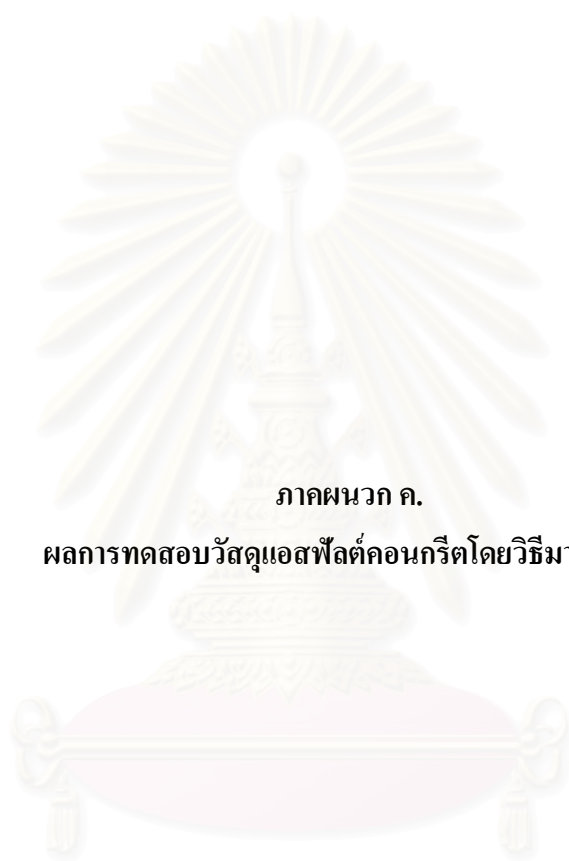 ภาคผนวก ค.
ผลการทดสอบวัสดุแอสฟัลต์คอนกรีตโดยวิธี